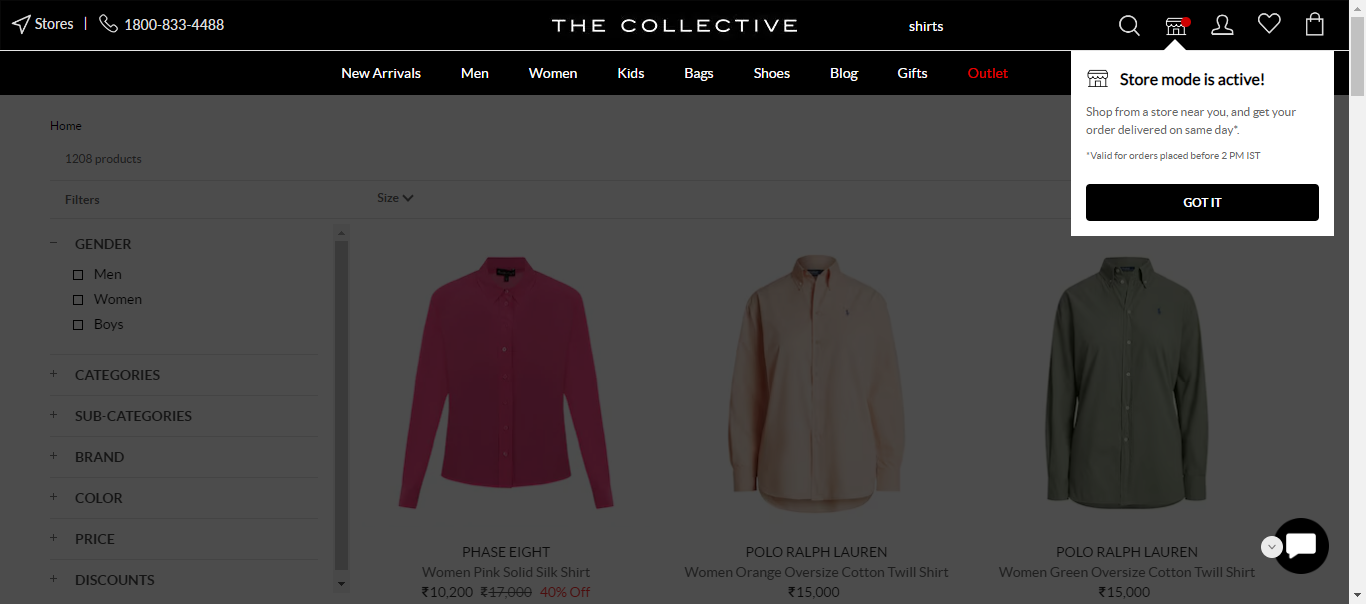 Stores | 1800-833-4488
THE COLLECTIVE
shirts
New Arrivals Men Women Kids Bags Shoes Blog Gifts Outlet
Store mode is active!
Shop from a store near you, and get your
order delivered on same day*.
*Valid for orders placed before 2 PM IST
GOT IT
Home
1208 products
Filters
Size
− GENDER
Men
Women
Boys
+ CATEGORIES
+ SUB-CATEGORIES
+ BRAND
+ COLOR
+ PRICE
+ DISCOUNTS
PHASE EIGHT
Women Pink Solid Silk Shirt
₹10,200 ₹17,000 40% Off
POLO RALPH LAUREN
Women Orange Oversize Cotton Twill Shirt
₹15,000
POLO RALPH LAUREN
Women Green Oversize Cotton Twill Shirt
₹15,000